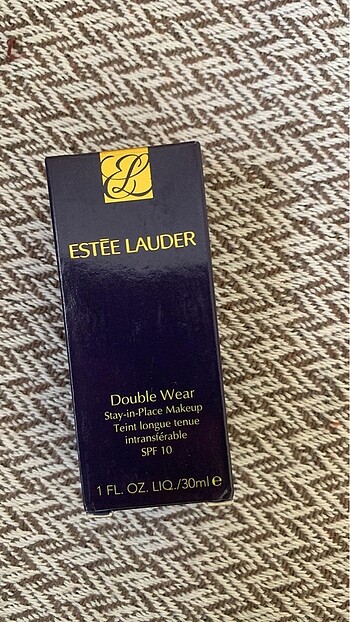 EL
ESTĒE LAUDER
Double Wear
Stay-in-Place Makeup
Teint longue tenue
intransférable
SPF 10
1 FL. OZ. LIQ./30ml e